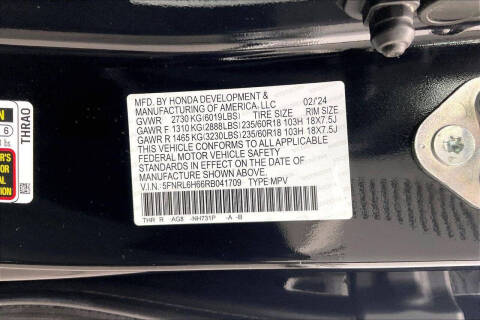 MFD. BY HONDA DEVELOPMENT &
MANUFACTURING OF AMERICA, LLC 02/24
GVWR 2730 KG(6019LBS) TIRE SIZE RIM SIZE
GAWR F 1310 KG(2888LBS) 235/60R18 103H 18X7.5J
GAWR R 1465 KG(3230LBS) 235/60R18 103H 18X7.5J
THIS VEHICLE CONFORMS TO ALL APPLICABLE
FEDERAL MOTOR VEHICLE SAFETY
STANDARDS IN EFFECT ON THE DATE OF
MANUFACTURE SHOWN ABOVE.
V.I.N. 5FNRL6H66RB041709 TYPE:MPV
THR R AG8 -NH731P -A -B
THRA0
6
lbs